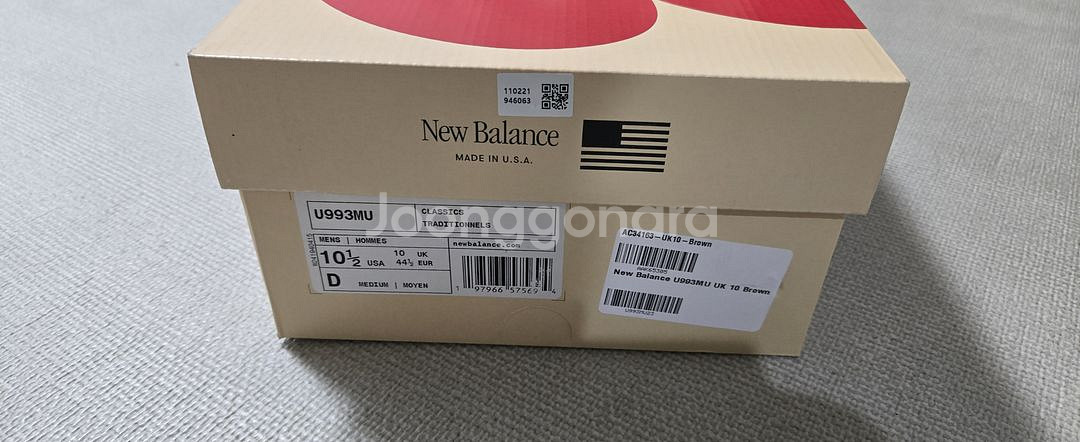 110221
946063
New Balance
MADE IN U.S.A.
Joonggonara
U993MU
CLASSICS
TRADITIONNELS
MENS | HOMMES
newbalance.com
10½ USA
10 UK
44½ EUR
D MEDIUM | MOYEN
1 97966 57569 4
AC34163-UK10-Brown
New Balance U993MU UK 10 Brown